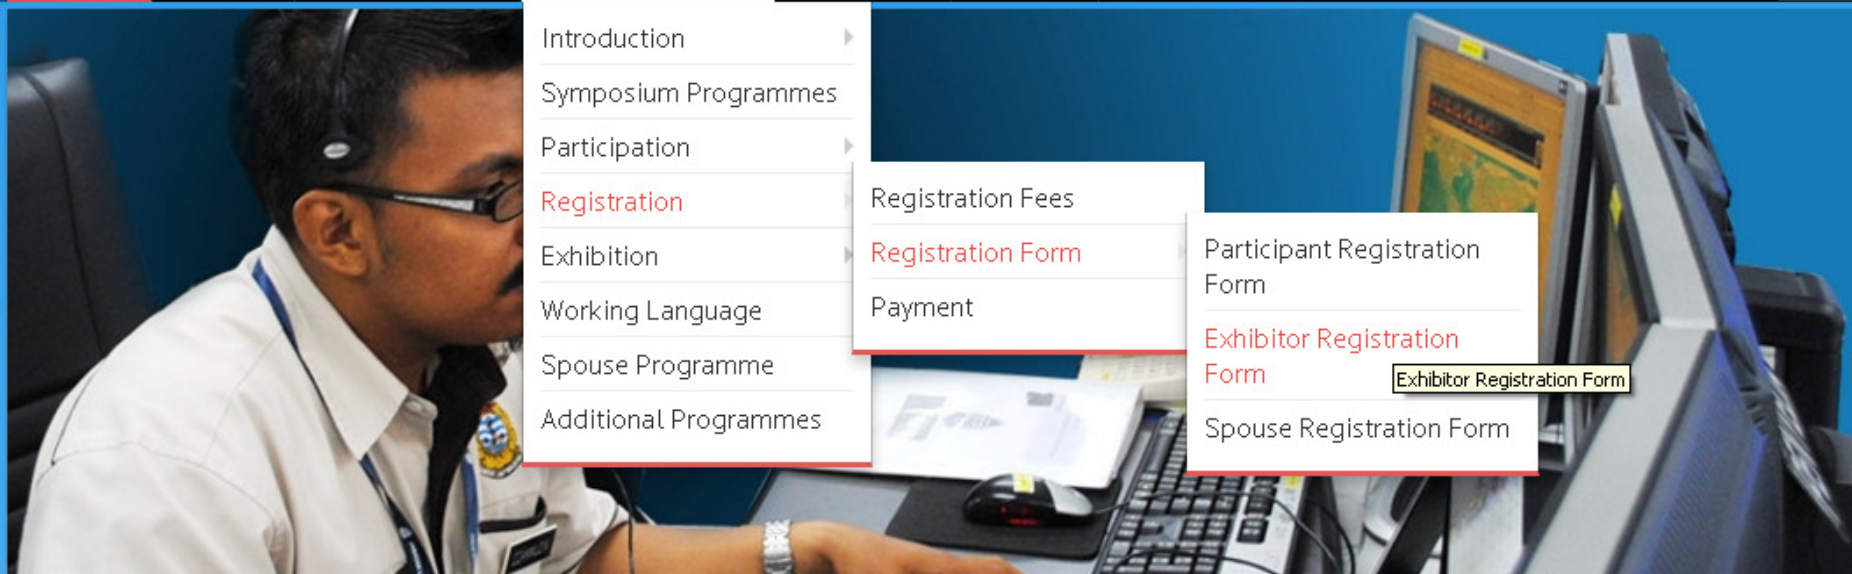 Introduction
Symposium Programmes
Participation
Registration
Exhibition
Working Language
Spouse Programme
Additional Programmes
Registration Fees
Registration Form
Payment
Participant Registration
Form
Exhibitor Registration
Form
Spouse Registration Form
Exhibitor Registration Form